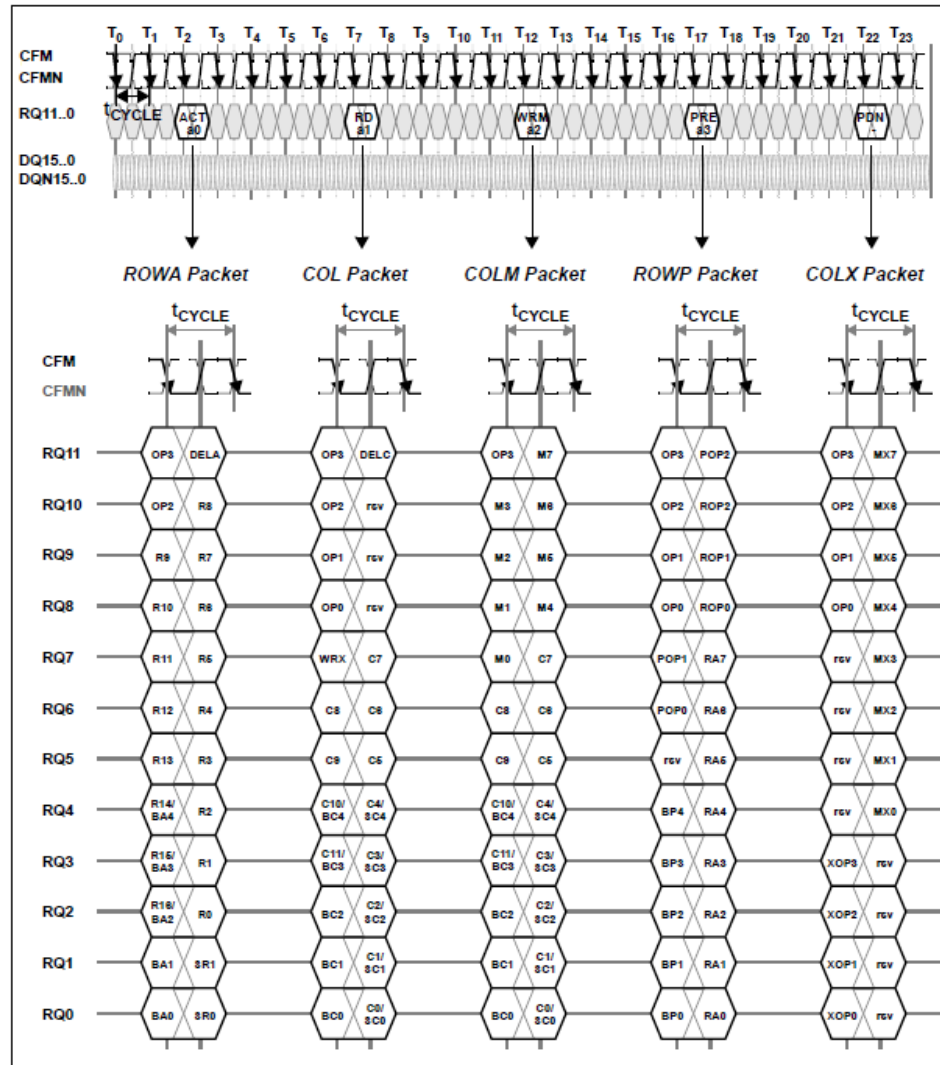 T0 T1 T2 T3 T4 T5 T6 T7 T8 T9 T10 T11 T12 T13 T14 T15 T16 T17 T18 T19 T20 T21 T22 T23
CFM
CFMN
tCYCLE
RQ11..0 ACT a0 RD a1 WRM a2 PRE a3 PDN -
DQ15..0
DQN15..0
ROWA Packet COL Packet COLM Packet ROWP Packet COLX Packet
tCYCLE tCYCLE tCYCLE tCYCLE tCYCLE
CFM
CFMN
RQ11 OP3 DELA OP3 DELC OP3 M7 OP3 POP2 OP3 MX7
RQ10 OP2 R8 OP2 rsv M3 M6 OP2 ROP2 OP2 MX6
RQ9 R9 R7 OP1 rsv M2 M5 OP1 ROP1 OP1 MX5
RQ8 R10 R6 OP0 rsv M1 M4 OP0 ROP0 OP0 MX4
RQ7 R11 R5 WRX C7 M0 C7 POP1 RA7 rsv MX3
RQ6 R12 R4 C8 C6 C8 C6 POP0 RA6 rsv MX2
RQ5 R13 R3 C9 C5 C9 C5 rsv RA5 rsv MX1
RQ4 R14/BA4 R2 C10/BC4 C4/SC4 C10/BC4 C4/SC4 BP4 RA4 rsv MX0
RQ3 R15/BA3 R1 C11/BC3 C3/SC3 C11/BC3 C3/SC3 BP3 RA3 XOP3 rsv
RQ2 R16/BA2 R0 BC2 C2/SC2 BC2 C2/SC2 BP2 RA2 XOP2 rsv
RQ1 BA1 SR1 BC1 C1/SC1 BC1 C1/SC1 BP1 RA1 XOP1 rsv
RQ0 BA0 SR0 BC0 C0/SC0 BC0 C0/SC0 BP0 RA0 XOP0 rsv